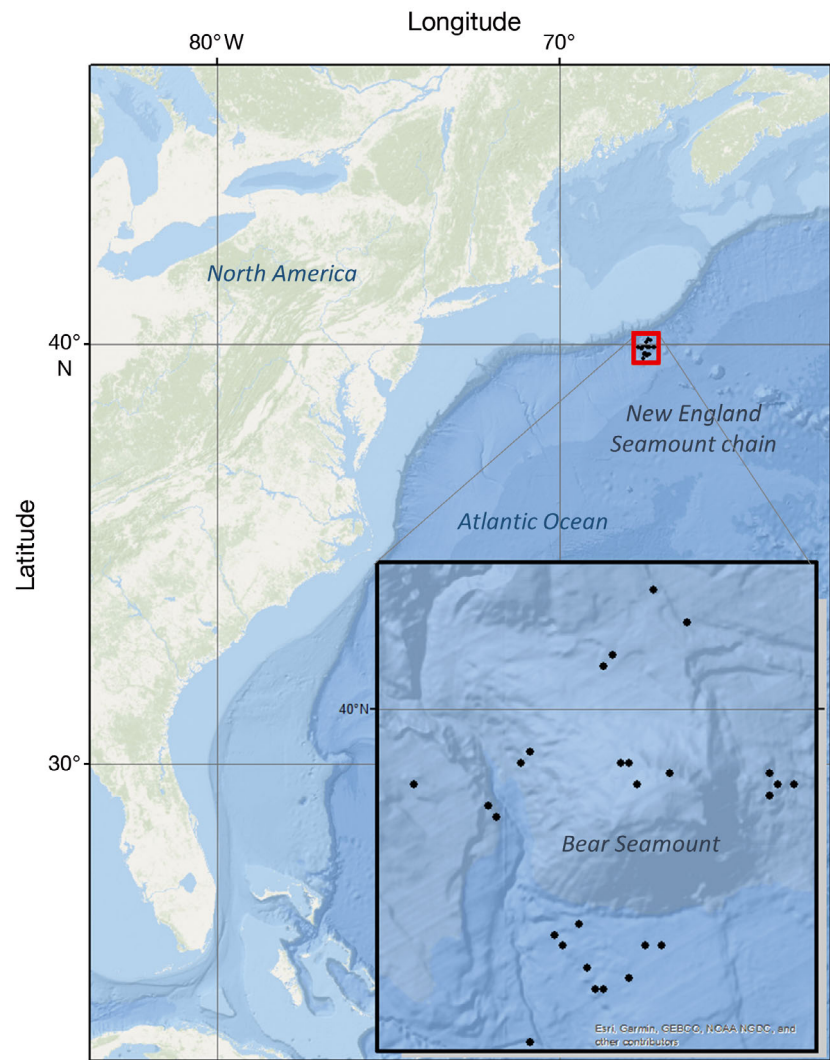 Longitude
80°W
70°
North America
40°
N
New England
Seamount chain
Latitude
Atlantic Ocean
40°N
30°
Bear Seamount
Esri, Garmin, GEBCO, NOAA NGDC, and
other contributors